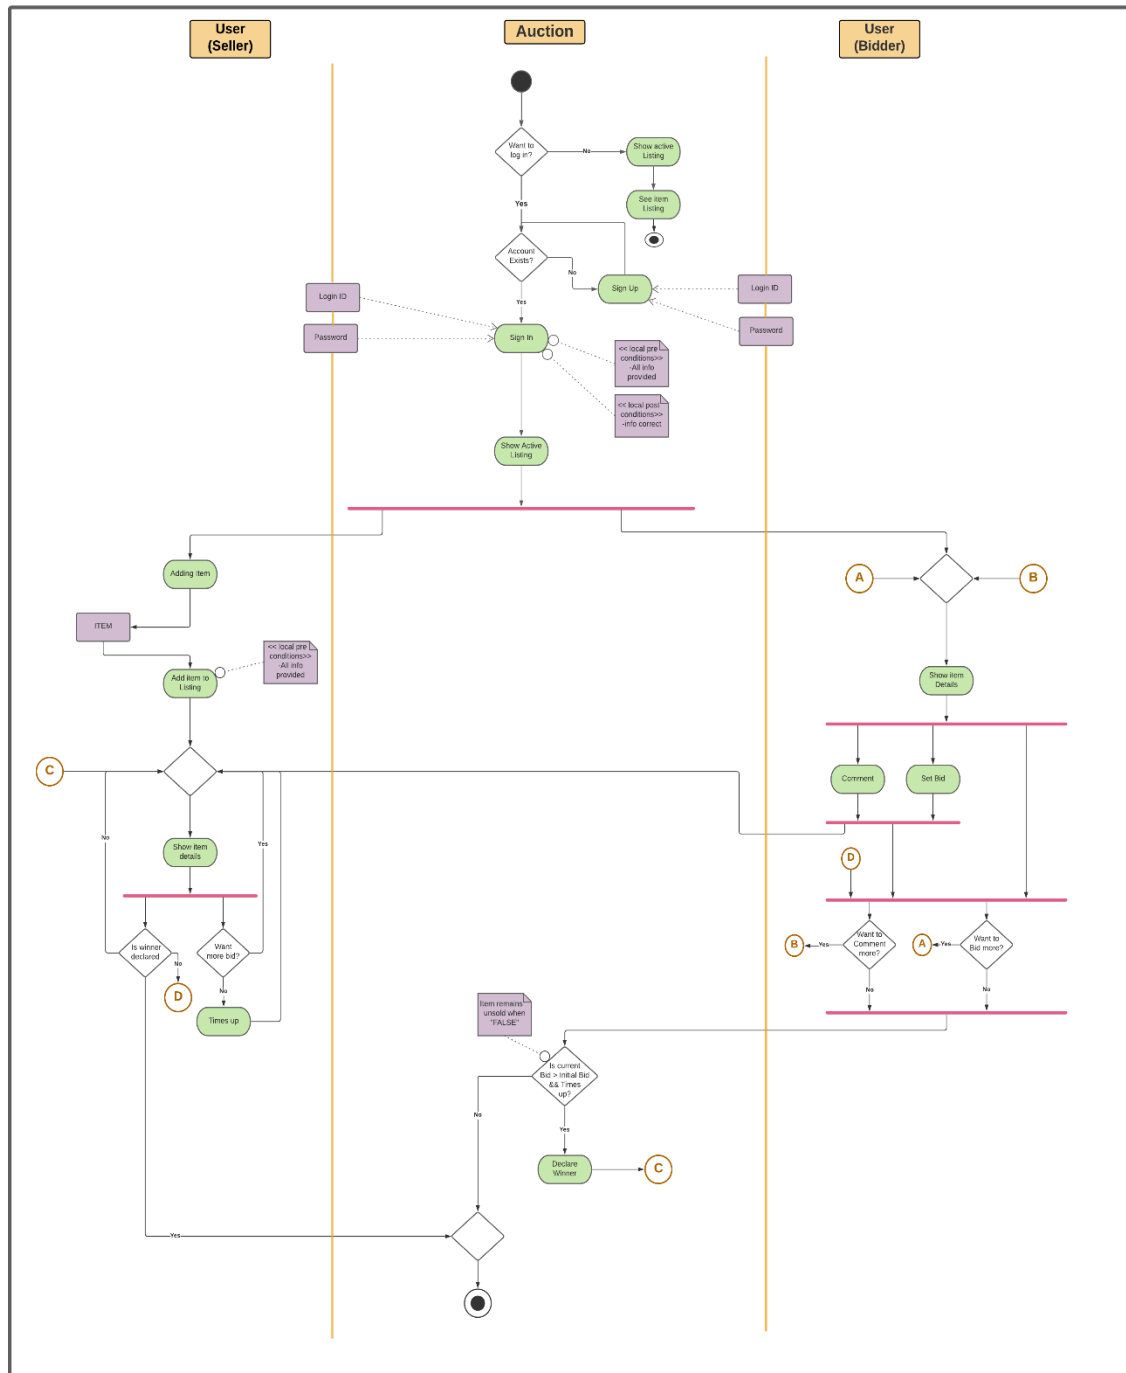 User
(Seller)
Auction
User
(Bidder)
Want to
log in?
No
Show active
Listing
Yes
See item
Listing
Account
Exists?
No
Sign Up
Login ID
Login ID
Yes
Password
Sign In
Password
<< local pre
conditions>>
-All info
provided
<< local post
conditions>>
-info correct
Show Active
Listing
Adding Item
A
B
ITEM
<< local pre
conditions>>
-All info
provided
Add item to
Listing
Show item
Details
C
Comment
Set Bid
No
Yes
Show item
details
D
Is winner
declared
Want
more bid?
No
No
D
Times up
B
Yes
Want to
Comment
more?
A
Yes
Want to
Bid more?
No
No
Item remains
unsold when
"FALSE"
Is current
Bid > Initial Bid
&& Times
up?
No
Yes
Declare
Winner
C
Yes